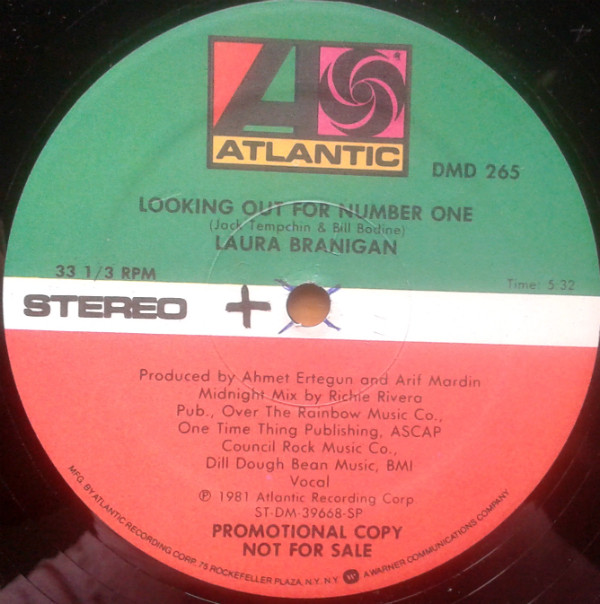 ATLANTIC
DMD 265
LOOKING OUT FOR NUMBER ONE
(Jack Tempchin & Bill Bodine)
LAURA BRANIGAN
33 1/3 RPM
Time: 5:32
STEREO +
Produced by Ahmet Ertegun and Arif Mardin
Midnight Mix by Richie Rivera
Pub., Over The Rainbow Music Co.,
One Time Thing Publishing, ASCAP
Council Rock Music Co.,
Dill Dough Bean Music, BMI
Vocal
℗ 1981 Atlantic Recording Corp.
ST-DM-39668-SP
PROMOTIONAL COPY
NOT FOR SALE
MFG. BY ATLANTIC RECORDING CORP. 75 ROCKEFELLER PLAZA, N.Y. N.Y. W A WARNER COMMUNICATIONS COMPANY